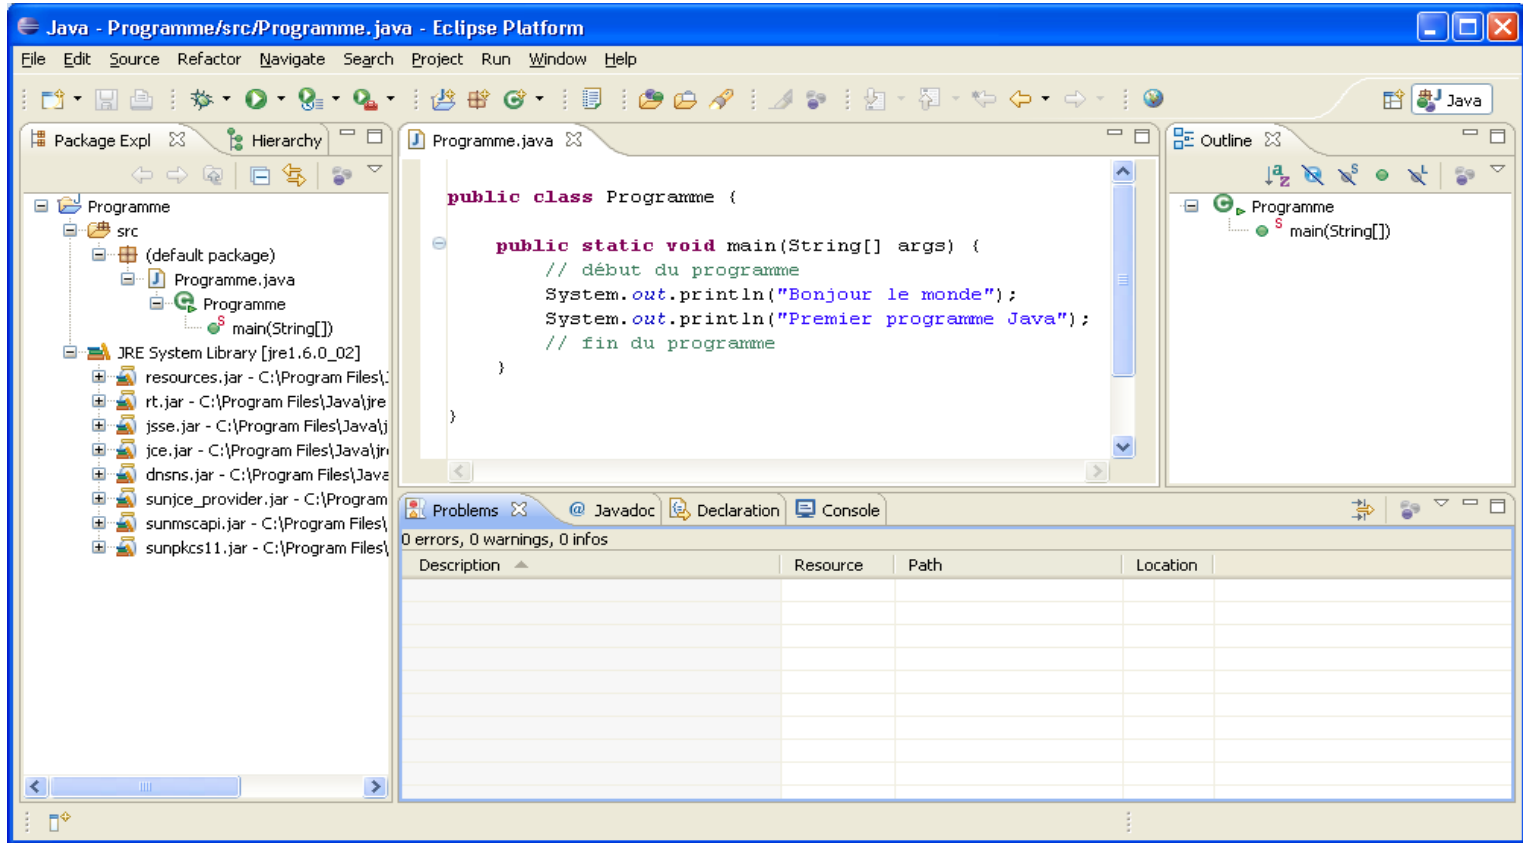 Java - Programme/src/Programme.java - Eclipse Platform
File Edit Source Refactor Navigate Search Project Run Window Help
Java
Package Expl Hierarchy
Programme
src
(default package)
Programme.java
Programme
main(String[])
JRE System Library [jre1.6.0_02]
resources.jar - C:\Program Files\
rt.jar - C:\Program Files\Java\jre
jsse.jar - C:\Program Files\Java\j
jce.jar - C:\Program Files\Java\jr
dnsns.jar - C:\Program Files\Java
sunjce_provider.jar - C:\Program
sunmscapi.jar - C:\Program Files\
sunpkcs11.jar - C:\Program Files\
Programme.java
public class Programme {
public static void main(String[] args) {
// début du programme
System.out.println("Bonjour le monde");
System.out.println("Premier programme Java");
// fin du programme
}
}
Outline
Programme
main(String[])
Problems @ Javadoc Declaration Console
0 errors, 0 warnings, 0 infos
Description Resource Path Location